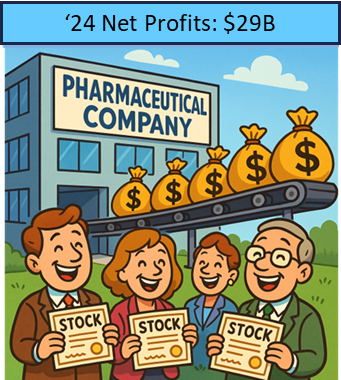 ‘24 Net Profits: $29B
PHARMACEUTICAL
COMPANY
$ $ $ $ $
STOCK
STOCK
STOCK